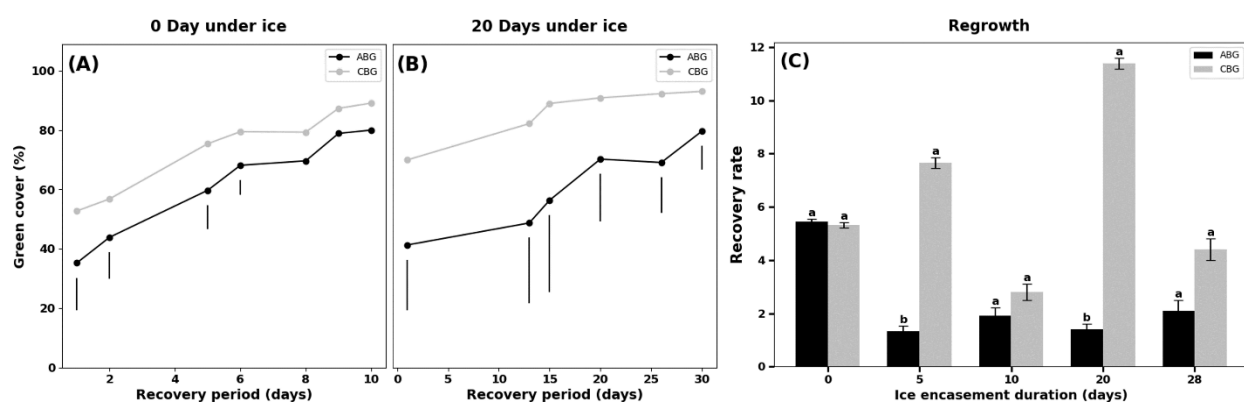 0 Day under ice
20 Days under ice
Regrowth
(A)
ABG
CBG
(B)
ABG
CBG
(C)
ABG
CBG
Green cover (%)
100
80
60
40
20
0
2
4
6
8
10
Recovery period (days)
0
5
10
15
20
25
30
Recovery period (days)
Recovery rate
12
10
8
6
4
2
0
a
a
b
a
a
a
b
a
a
a
0
5
10
20
28
Ice encasement duration (days)